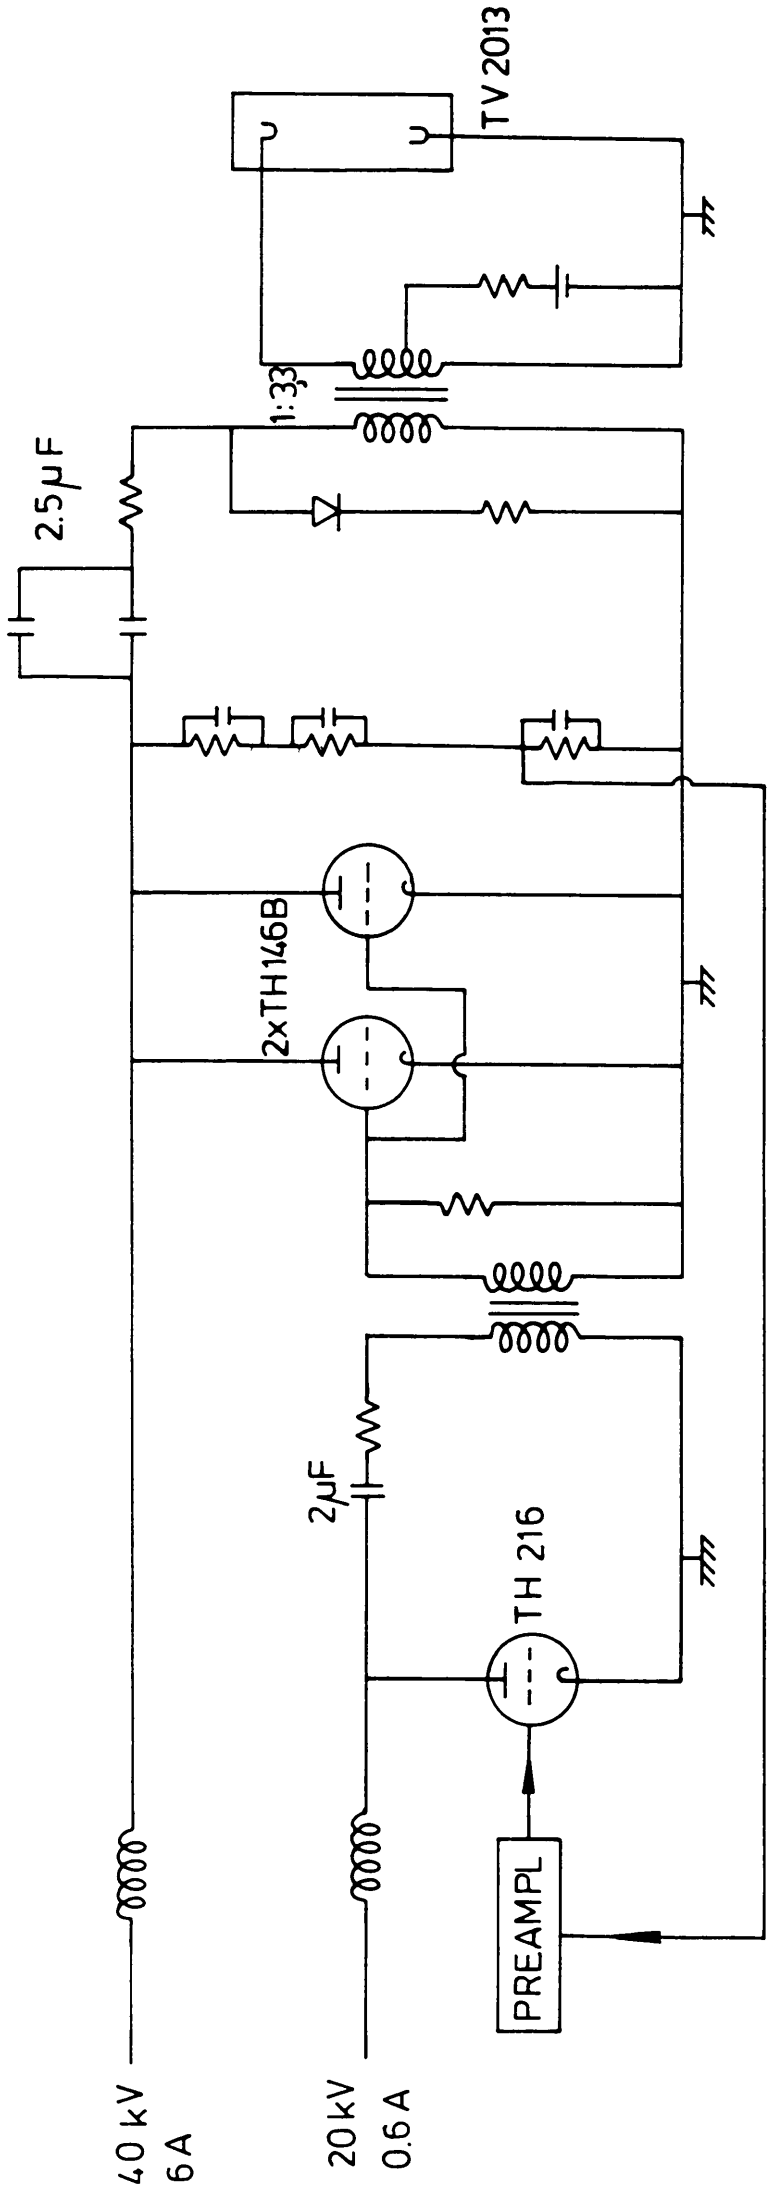 40 kV
6 A
20 kV
0.6 A
PREAMPL
TH 216
2µF
2xTH146B
2.5µF
1:33
TV 2013